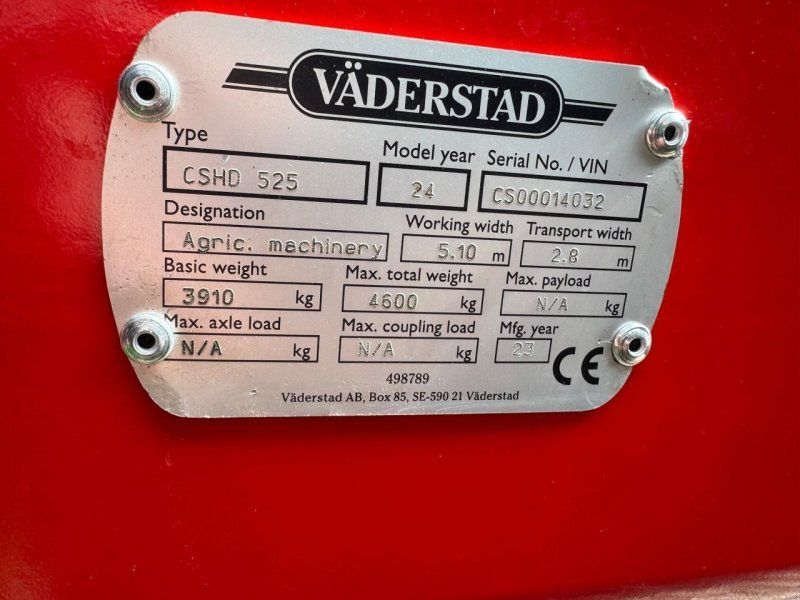 VÄDERSTAD
Type Model year Serial No. / VIN
CSHD 525 24 CS00014032
Designation Working width Transport width
Agric. machinery 5.10 m 2.8 m
Basic weight Max. total weight Max. payload
3910 kg 4600 kg N/A kg
Max. axle load Max. coupling load Mfg. year
N/A kg N/A kg 23 CE
498789
Väderstad AB, Box 85, SE-590 21 Väderstad